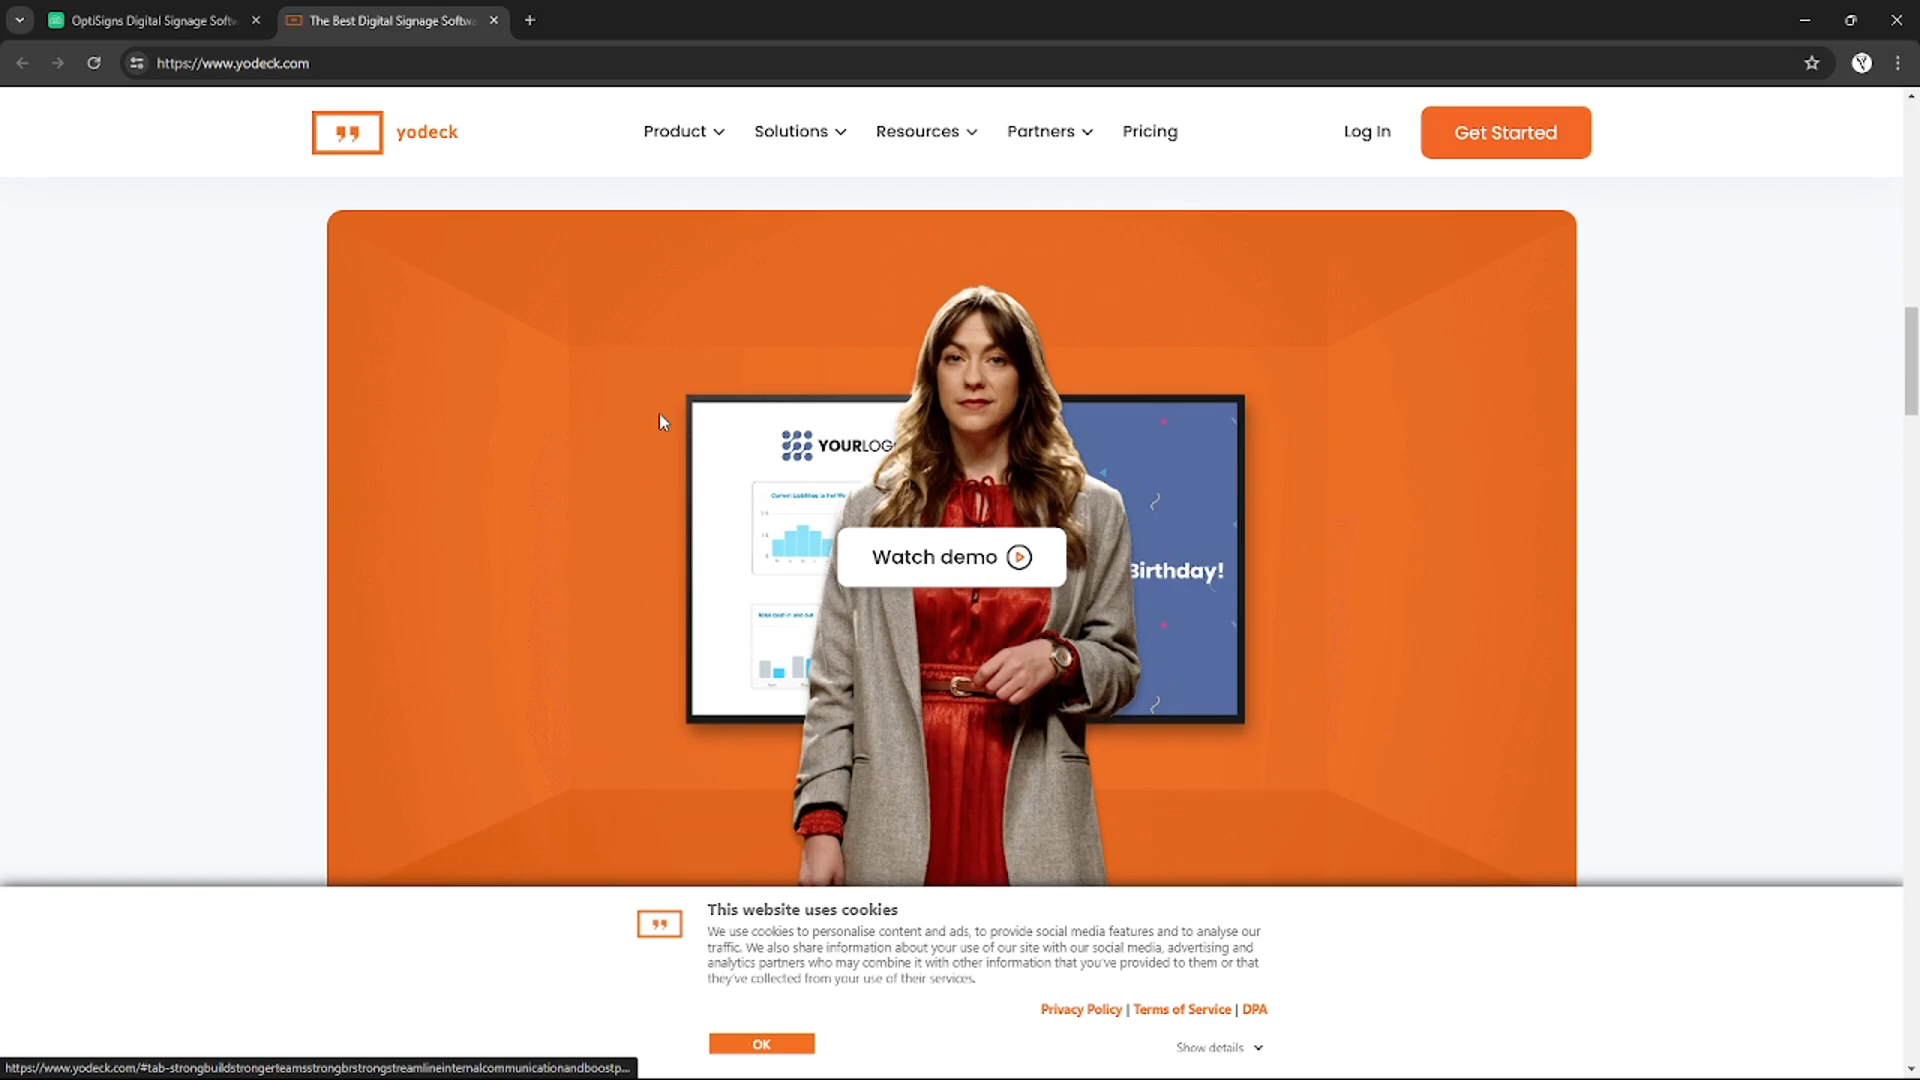 OptiSigns Digital Signage Softw
The Best Digital Signage Softw
https://www.yodeck.com
yodeck
Product
Solutions
Resources
Partners
Pricing
Log In
Get Started
YOURLOG
Watch demo
Birthday!
This website uses cookies
We use cookies to personalise content and ads, to provide social media features and to analyse our
traffic. We also share information about your use of our site with our social media, advertising and
analytics partners who may combine it with other information that you've provided to them or that
they've collected from your use of their services.
Privacy Policy | Terms of Service | DPA
OK
Show details
https://www.yodeck.com/#tab-strongbuildstrongerteamsstrongbrstrongstreamlineinternalcommunicationandboostp...